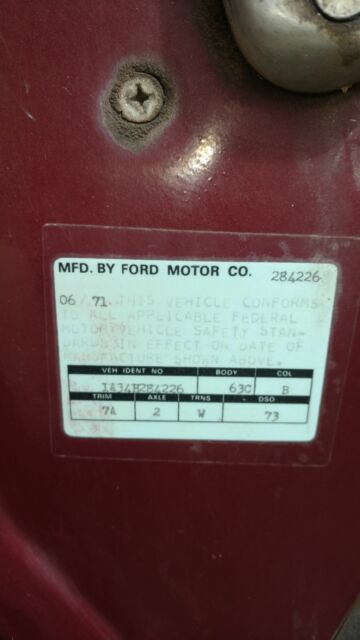 MFD. BY FORD MOTOR CO. 284226
06/71 THIS VEHICLE CONFORMS
TO ALL APPLICABLE FEDERAL
MOTOR VEHICLE SAFETY STAN-
DARDS IN EFFECT ON DATE OF
MANUFACTURE SHOWN ABOVE.
VEH IDENT NO BODY COL
1A34H284226 63C B
TRIM AXLE TRNS DSO
7A 2 W 73